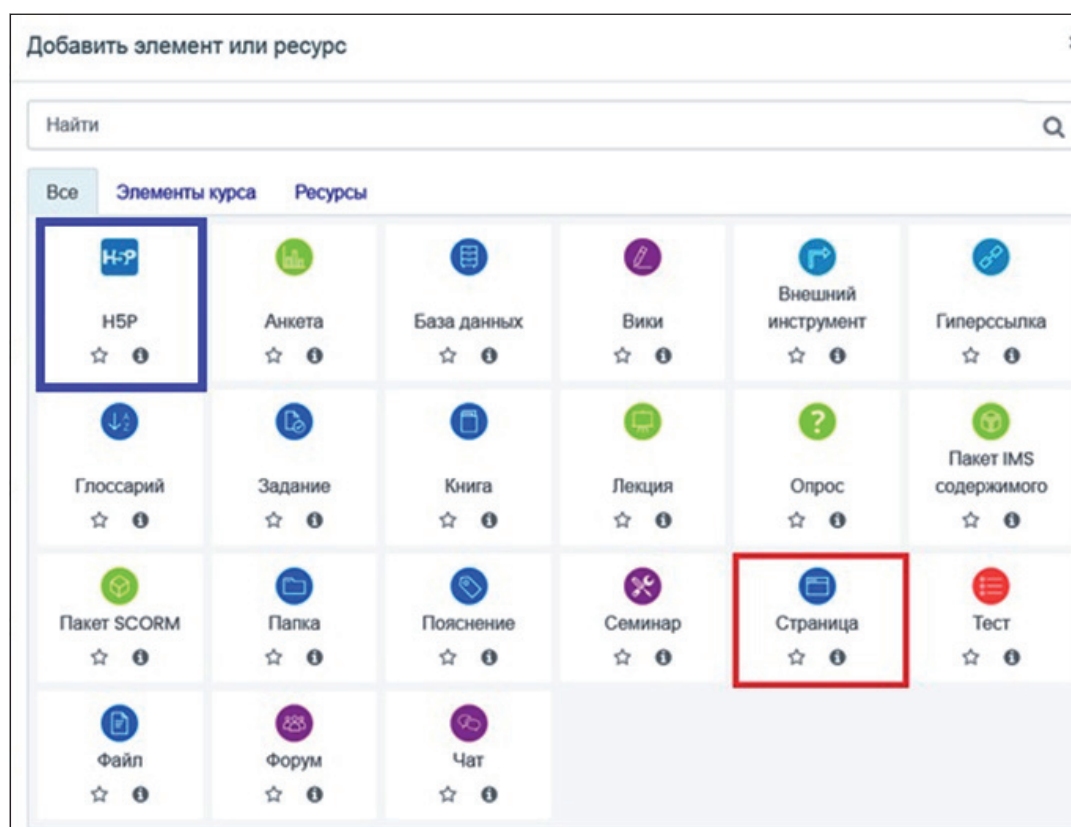 Добавить элемент или ресурс
Найти
Все Элементы курса Ресурсы
H5P
H5P Анкета База данных Вики Внешний инструмент Гиперссылка
Глоссарий Задание Книга Лекция Опрос Пакет IMS содержимого
Пакет SCORM Папка Пояснение Семинар Страница Тест
Файл Форум Чат